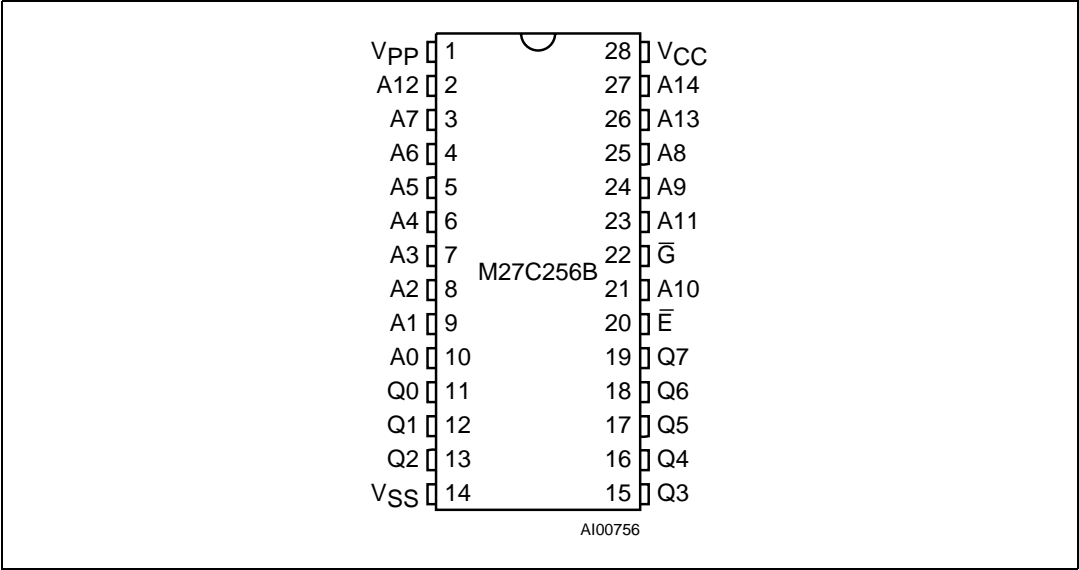 VPP 1 28 VCC
A12 2 27 A14
A7 3 26 A13
A6 4 25 A8
A5 5 24 A9
A4 6 23 A11
A3 7 22 G̅
M27C256B
A2 8 21 A10
A1 9 20 E̅
A0 10 19 Q7
Q0 11 18 Q6
Q1 12 17 Q5
Q2 13 16 Q4
VSS 14 15 Q3
AI00756